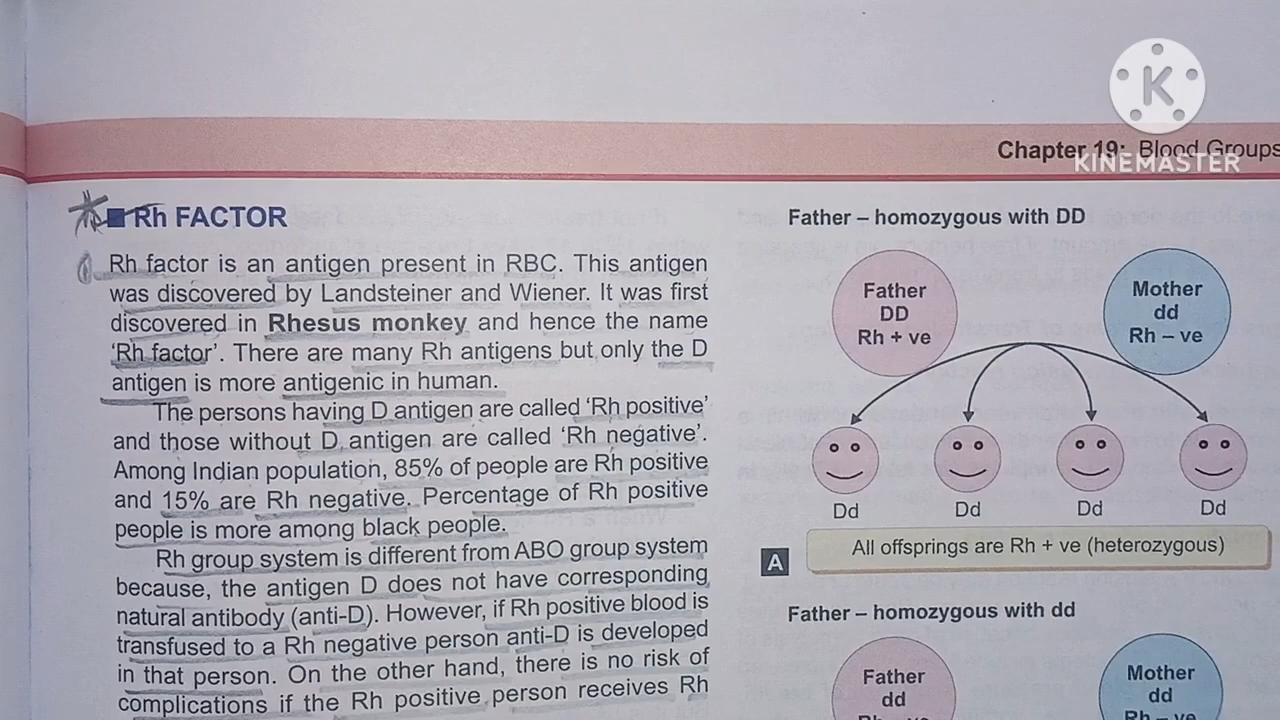 K
KINEMASTER
Chapter 19: Blood Groups
Rh FACTOR
Rh factor is an antigen present in RBC. This antigen
was discovered by Landsteiner and Wiener. It was first
discovered in Rhesus monkey and hence the name
‘Rh factor’. There are many Rh antigens but only the D
antigen is more antigenic in human.
The persons having D antigen are called ‘Rh positive’
and those without D antigen are called ‘Rh negative’.
Among Indian population, 85% of people are Rh positive
and 15% are Rh negative. Percentage of Rh positive
people is more among black people.
Rh group system is different from ABO group system
because, the antigen D does not have corresponding
natural antibody (anti-D). However, if Rh positive blood is
transfused to a Rh negative person anti-D is developed
in that person. On the other hand, there is no risk of
complications if the Rh positive person receives Rh
Father – homozygous with DD
Father
DD
Rh + ve
Mother
dd
Rh – ve
Dd
Dd
Dd
Dd
A
All offsprings are Rh + ve (heterozygous)
Father – homozygous with dd
Father
dd
Rh – ve
Mother
dd
Rh – ve